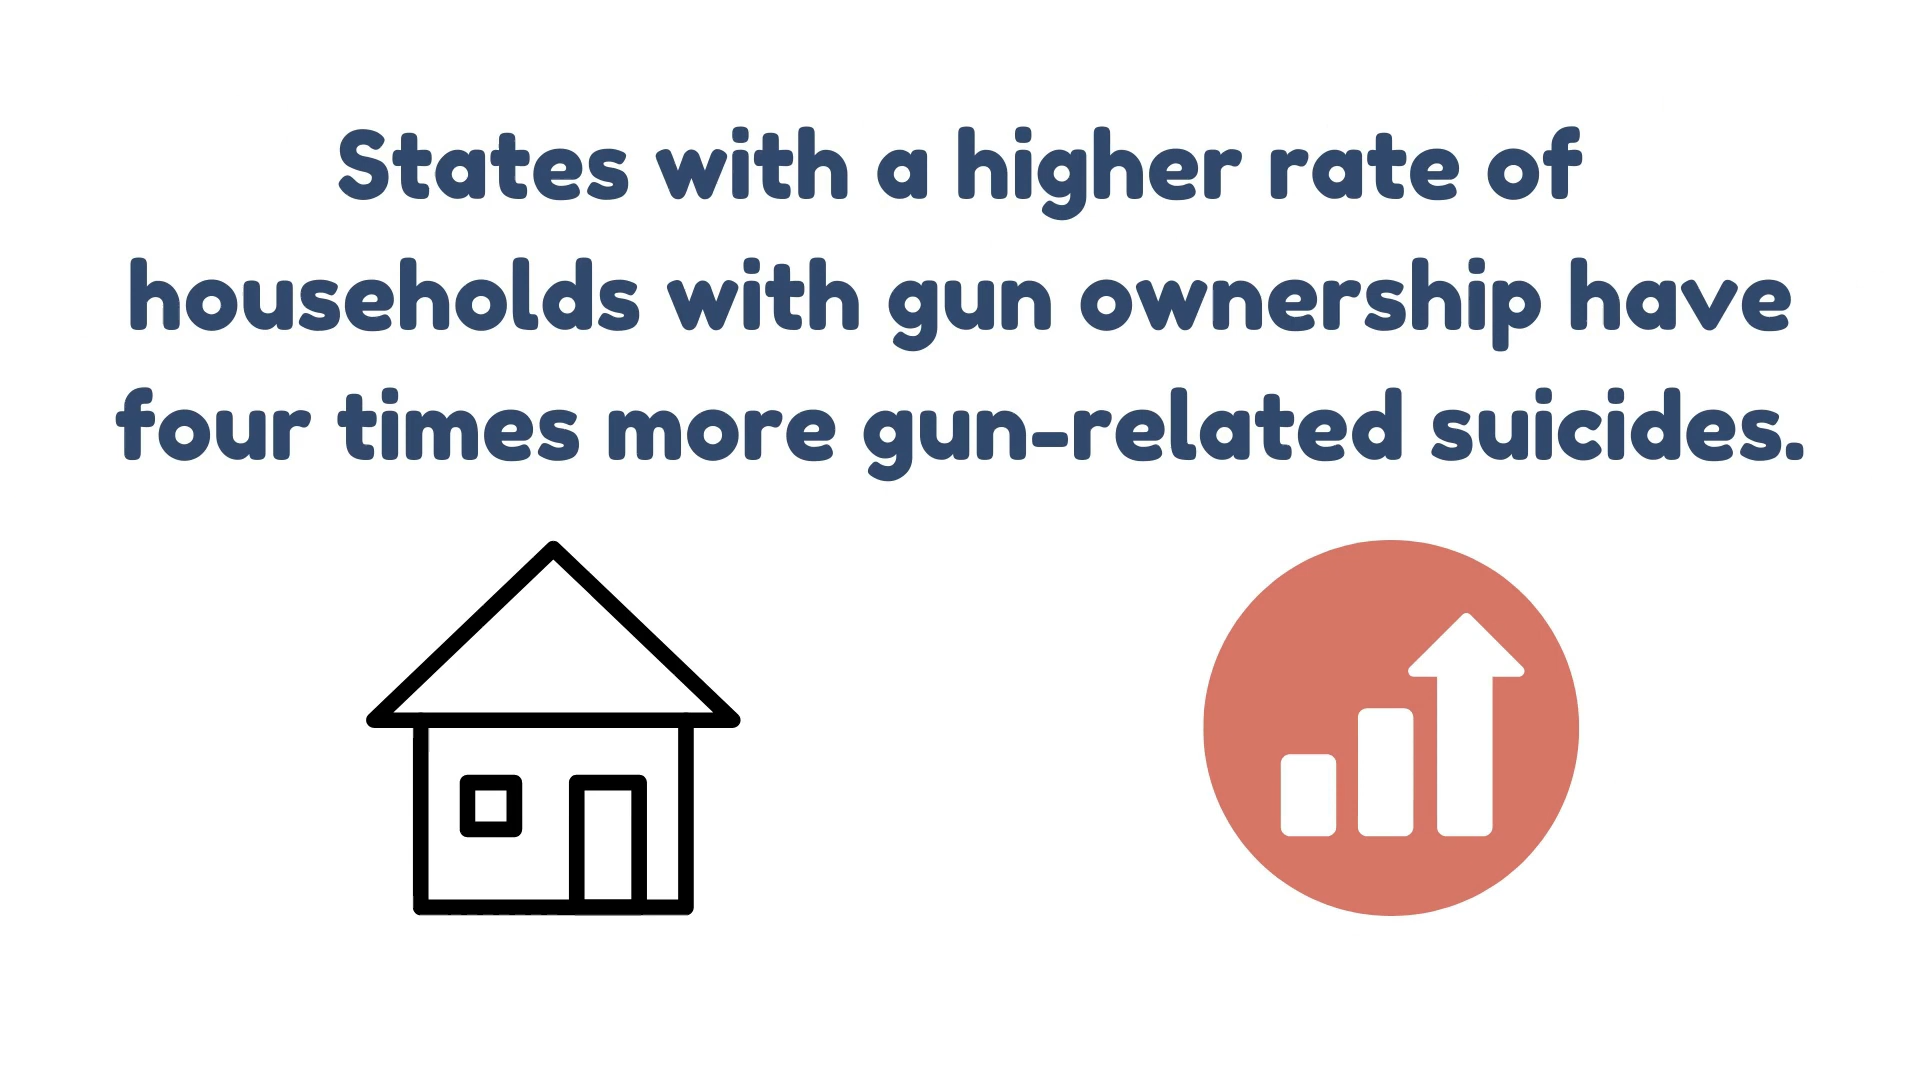 States with a higher rate of
households with gun ownership have
four times more gun-related suicides.